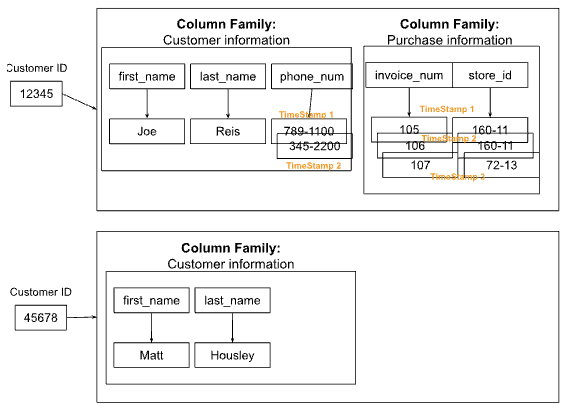 Column Family:
Customer information
Column Family:
Purchase information
Customer ID
12345
first_name
last_name
phone_num
invoice_num
store_id
TimeStamp 1
TimeStamp 1
Joe
Reis
789-1100
105
160-11
TimeStamp 2
345-2200
106
160-11
TimeStamp 2
107
72-13
TimeStamp 2
Column Family:
Customer information
Customer ID
45678
first_name
last_name
Matt
Housley